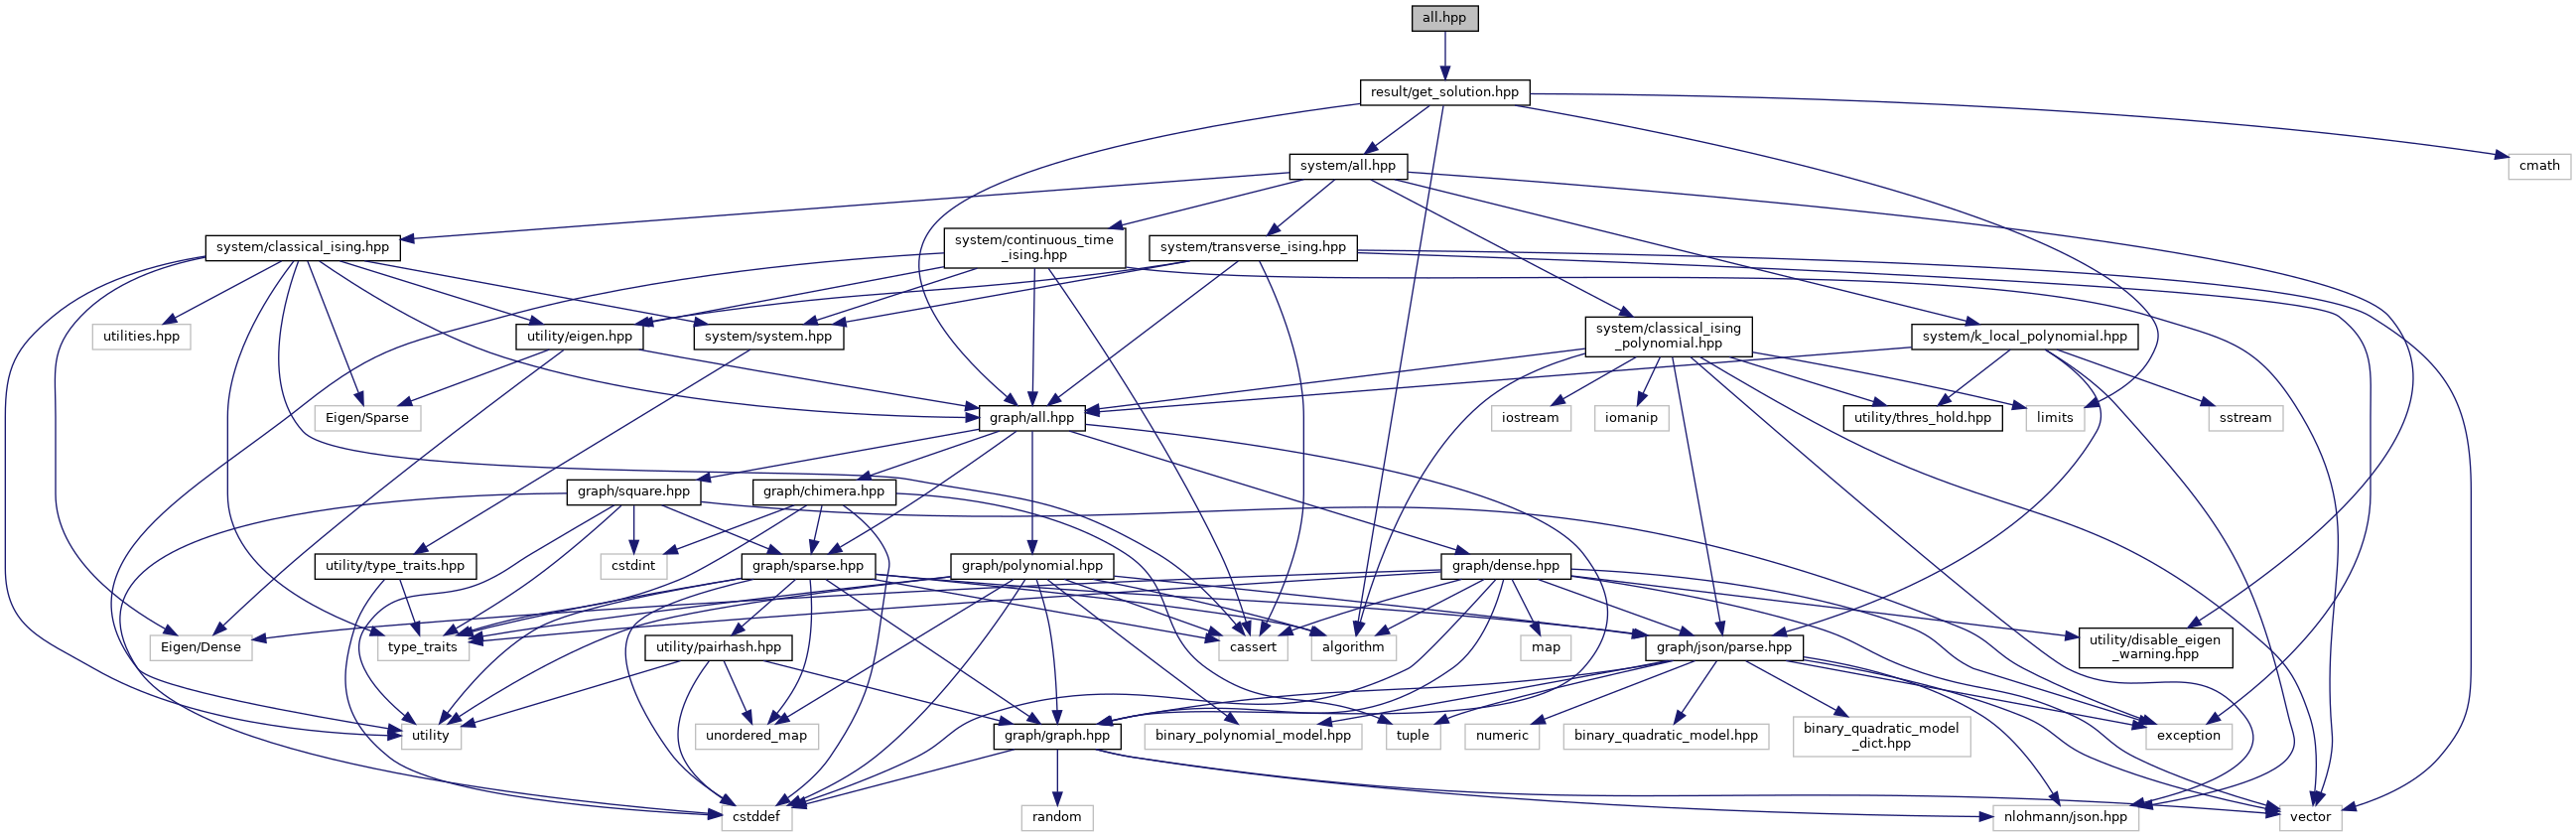 all.hpp
result/get_solution.hpp
system/all.hpp
cmath
system/classical_ising.hpp
system/continuous_time
_ising.hpp
system/transverse_ising.hpp
utilities.hpp
utility/eigen.hpp
system/system.hpp
system/classical_ising
_polynomial.hpp
system/k_local_polynomial.hpp
Eigen/Sparse
graph/all.hpp
iostream
iomanip
utility/thres_hold.hpp
limits
sstream
graph/square.hpp
graph/chimera.hpp
utility/type_traits.hpp
cstdint
graph/sparse.hpp
graph/polynomial.hpp
graph/dense.hpp
Eigen/Dense
type_traits
utility/pairhash.hpp
cassert
algorithm
map
graph/json/parse.hpp
utility/disable_eigen
_warning.hpp
utility
unordered_map
graph/graph.hpp
binary_polynomial_model.hpp
tuple
numeric
binary_quadratic_model.hpp
binary_quadratic_model
_dict.hpp
exception
cstddef
random
nlohmann/json.hpp
vector